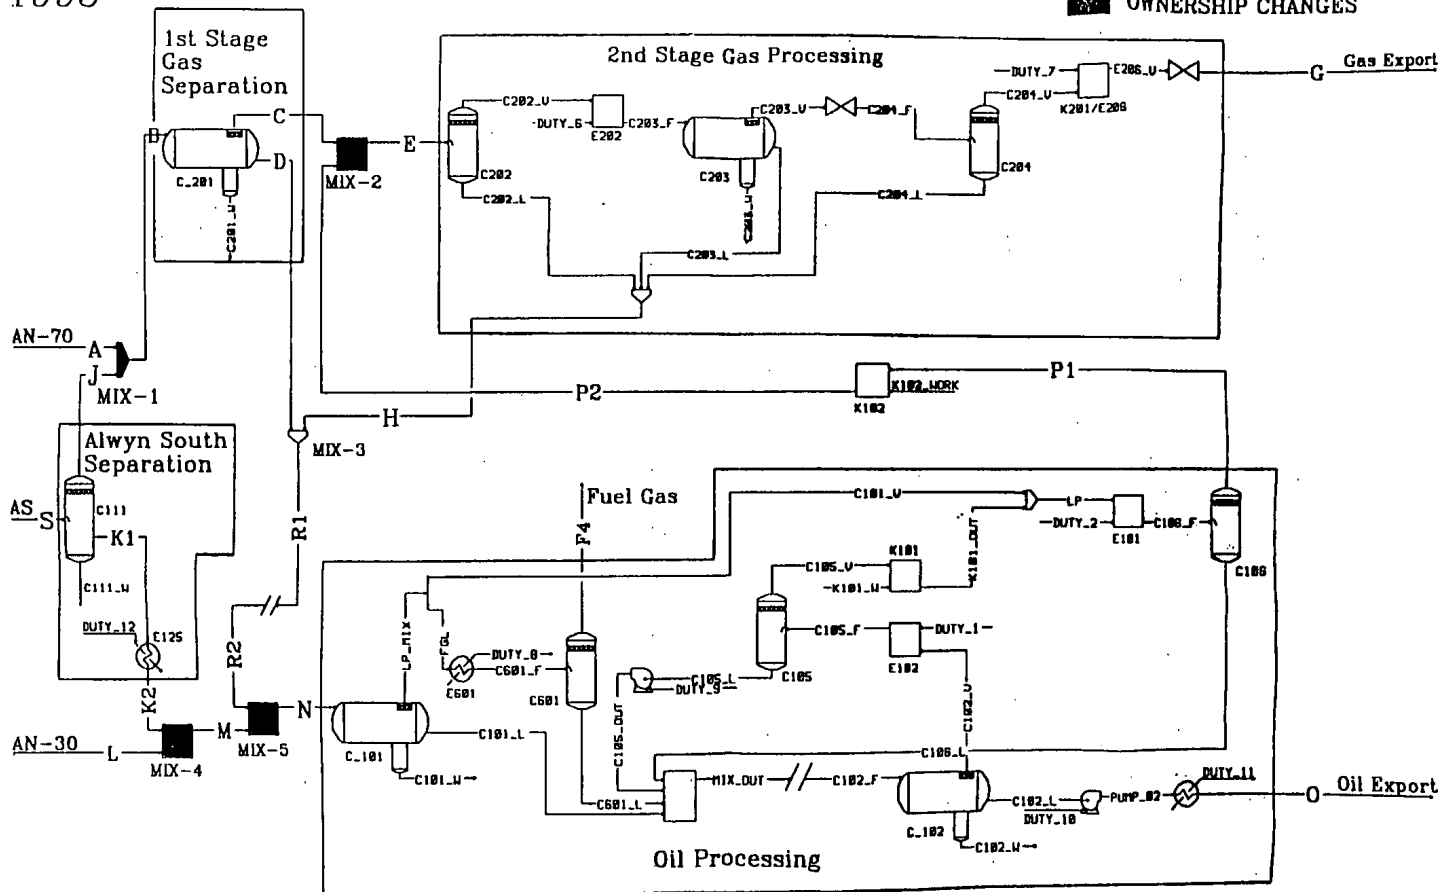 OWNERSHIP CHANGES
1st Stage
Gas
Separation
2nd Stage Gas Processing
Gas Export
G
DUTY_7
E206_V
C204_V
K201/E206
C202_V
DUTY_6
E202
C203_F
C203_V
C204_F
C
B
D
C_201
C201_W
MIX-2
E
C202
C202_L
C203
C203_W
C203_L
C204
C204_L
AN-70
A
J
MIX-1
P2
K102
K102_WORK
P1
H
MIX-3
Alwyn South
Separation
AS
S
C111
K1
C111_W
DUTY_12
E125
K2
R1
R2
Fuel Gas
F4
C101_V
LP
DUTY_2
E101
C106_F
C106
K101_OUT
K101
C105_V
K101_W
C105_F
DUTY_1
E102
C105
C105_L
DUTY_9
C105_OUT
C102_V
LP_MIX
FGL
DUTY_8
C601_F
E601
C601
AN-30
L
MIX-4
M
MIX-5
N
C_101
C101_W
C101_L
C601_L
C106_L
MIX_OUT
C102_F
C_102
C102_W
C102_L
DUTY_10
PUMP_02
DUTY_11
O
Oil Export
Oil Processing